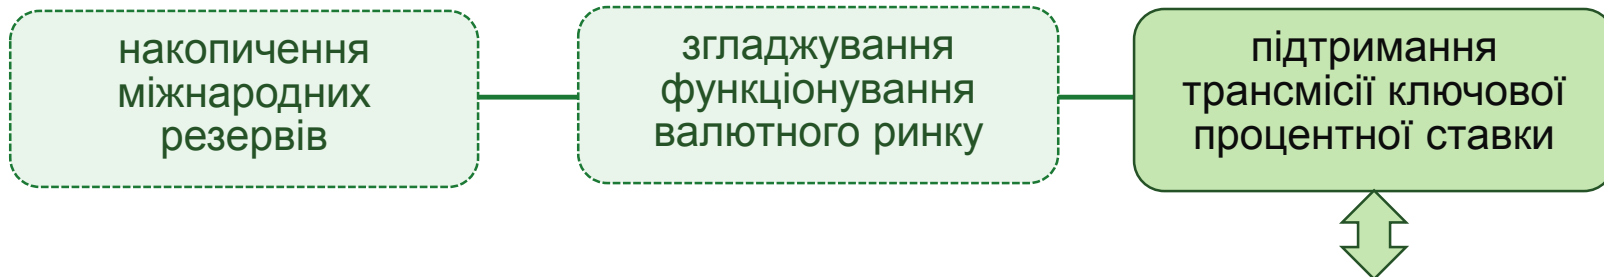 накопичення
міжнародних
резервів
згладжування
функціонування
валютного ринку
підтримання
трансмісії ключової
процентної ставки